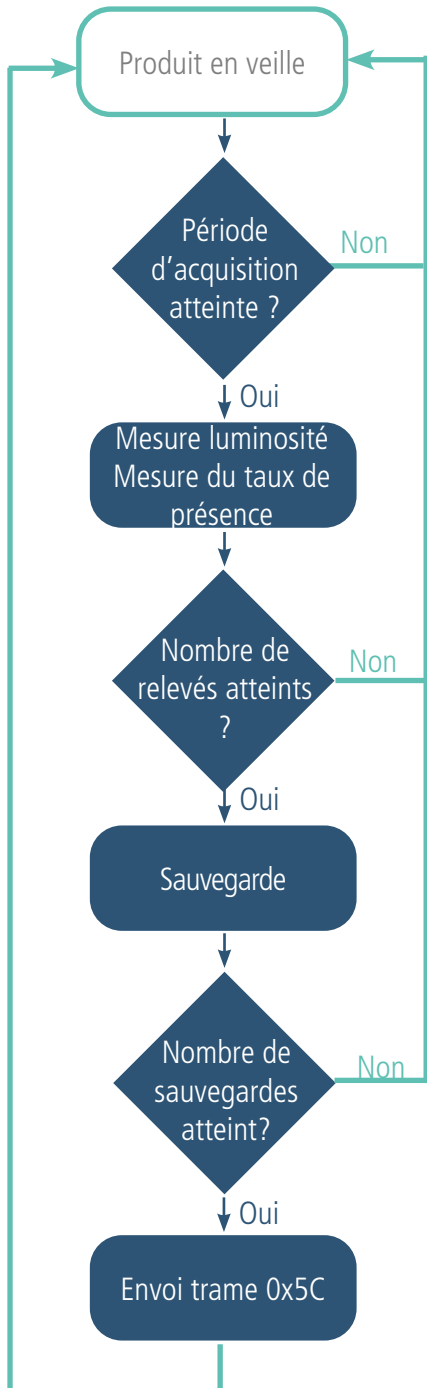 Produit en veille
Période
d'acquisition
atteinte ?
Non
Oui
Mesure luminosité
Mesure du taux de
présence
Nombre de
relevés atteints
?
Non
Oui
Sauvegarde
Nombre de
sauvegardes
atteint?
Non
Oui
Envoi trame 0x5C